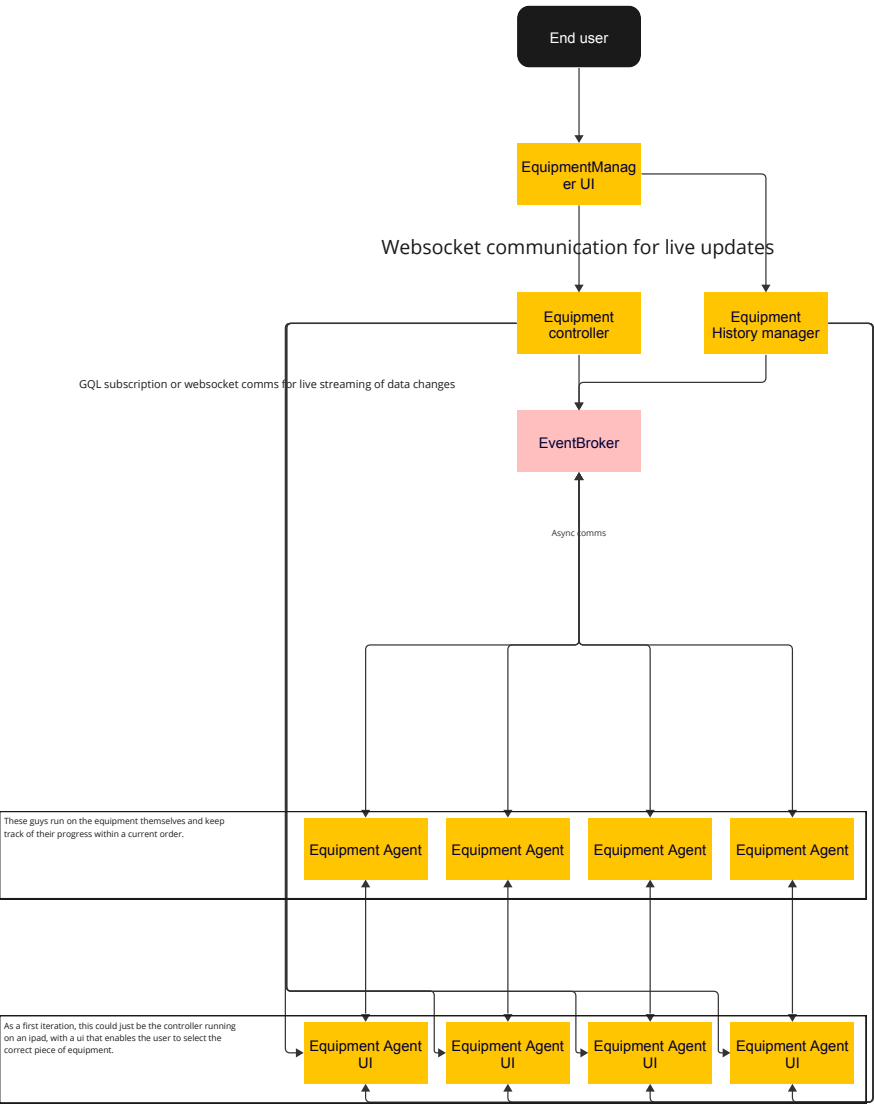 End user
EquipmentManag
er UI
Websocket communication for live updates
Equipment
controller
Equipment
History manager
GQL subscription or websocket comms for live streaming of data changes
EventBroker
Async comms
These guys run on the equipment themselves and keep
track of their progress within a current order.
Equipment Agent
Equipment Agent
Equipment Agent
Equipment Agent
As a first iteration, this could just be the controller running
on an ipad, with a ui that enables the user to select the
correct piece of equipment.
Equipment Agent
UI
Equipment Agent
UI
Equipment Agent
UI
Equipment Agent
UI